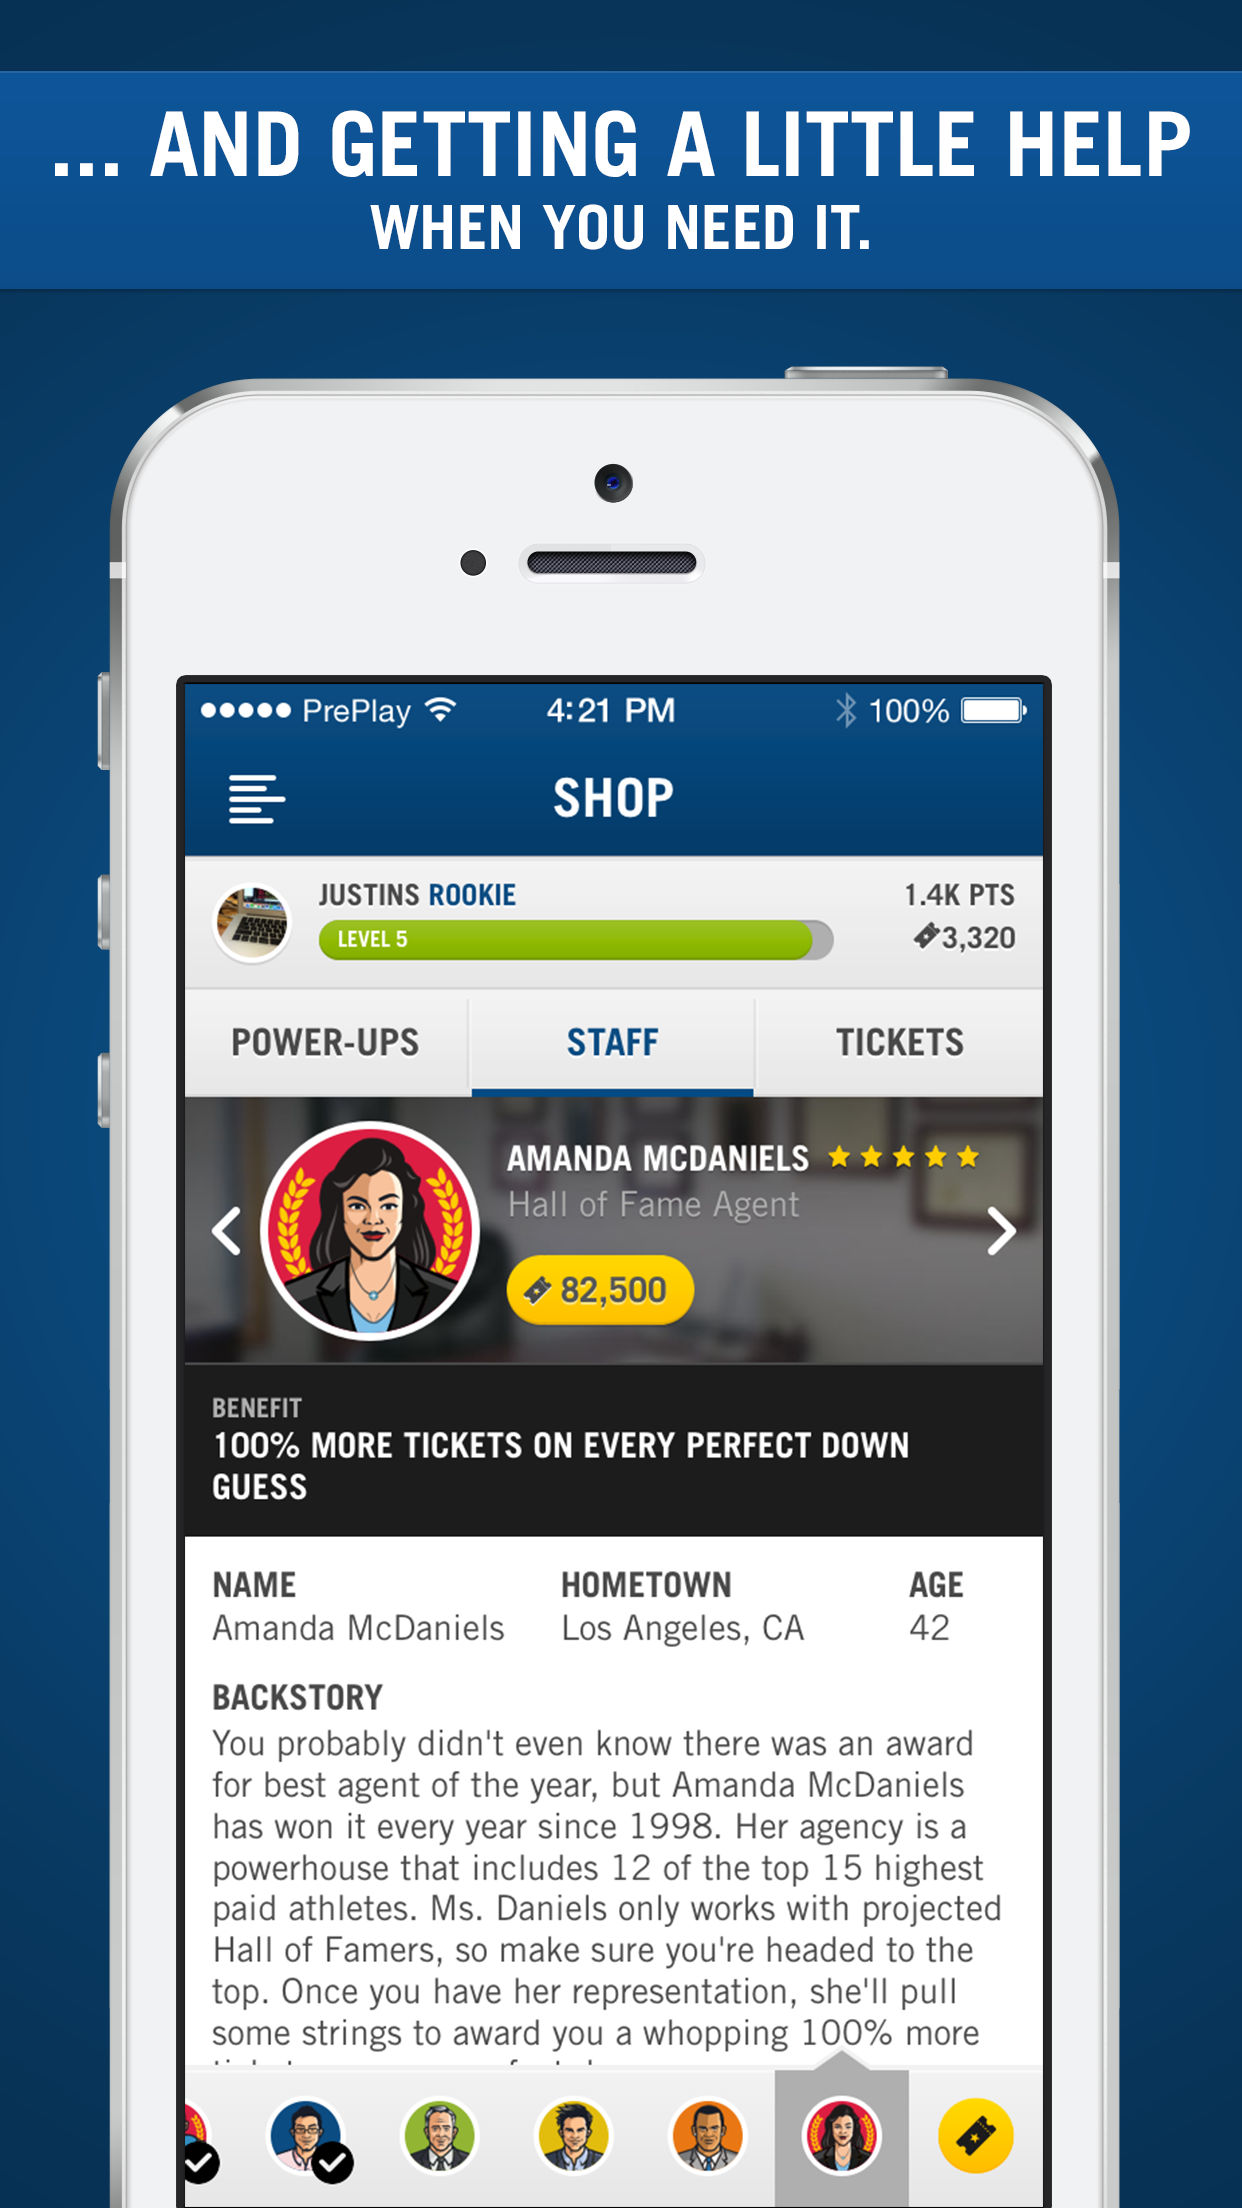 ... AND GETTING A LITTLE HELP
WHEN YOU NEED IT.
PrePlay 4:21 PM 100%
SHOP
JUSTINS ROOKIE 1.4K PTS
LEVEL 5 3,320
POWER-UPS STAFF TICKETS
AMANDA MCDANIELS
Hall of Fame Agent
82,500
BENEFIT
100% MORE TICKETS ON EVERY PERFECT DOWN
GUESS
NAME HOMETOWN AGE
Amanda McDaniels Los Angeles, CA 42
BACKSTORY
You probably didn't even know there was an award
for best agent of the year, but Amanda McDaniels
has won it every year since 1998. Her agency is a
powerhouse that includes 12 of the top 15 highest
paid athletes. Ms. Daniels only works with projected
Hall of Famers, so make sure you're headed to the
top. Once you have her representation, she'll pull
some strings to award you a whopping 100% more